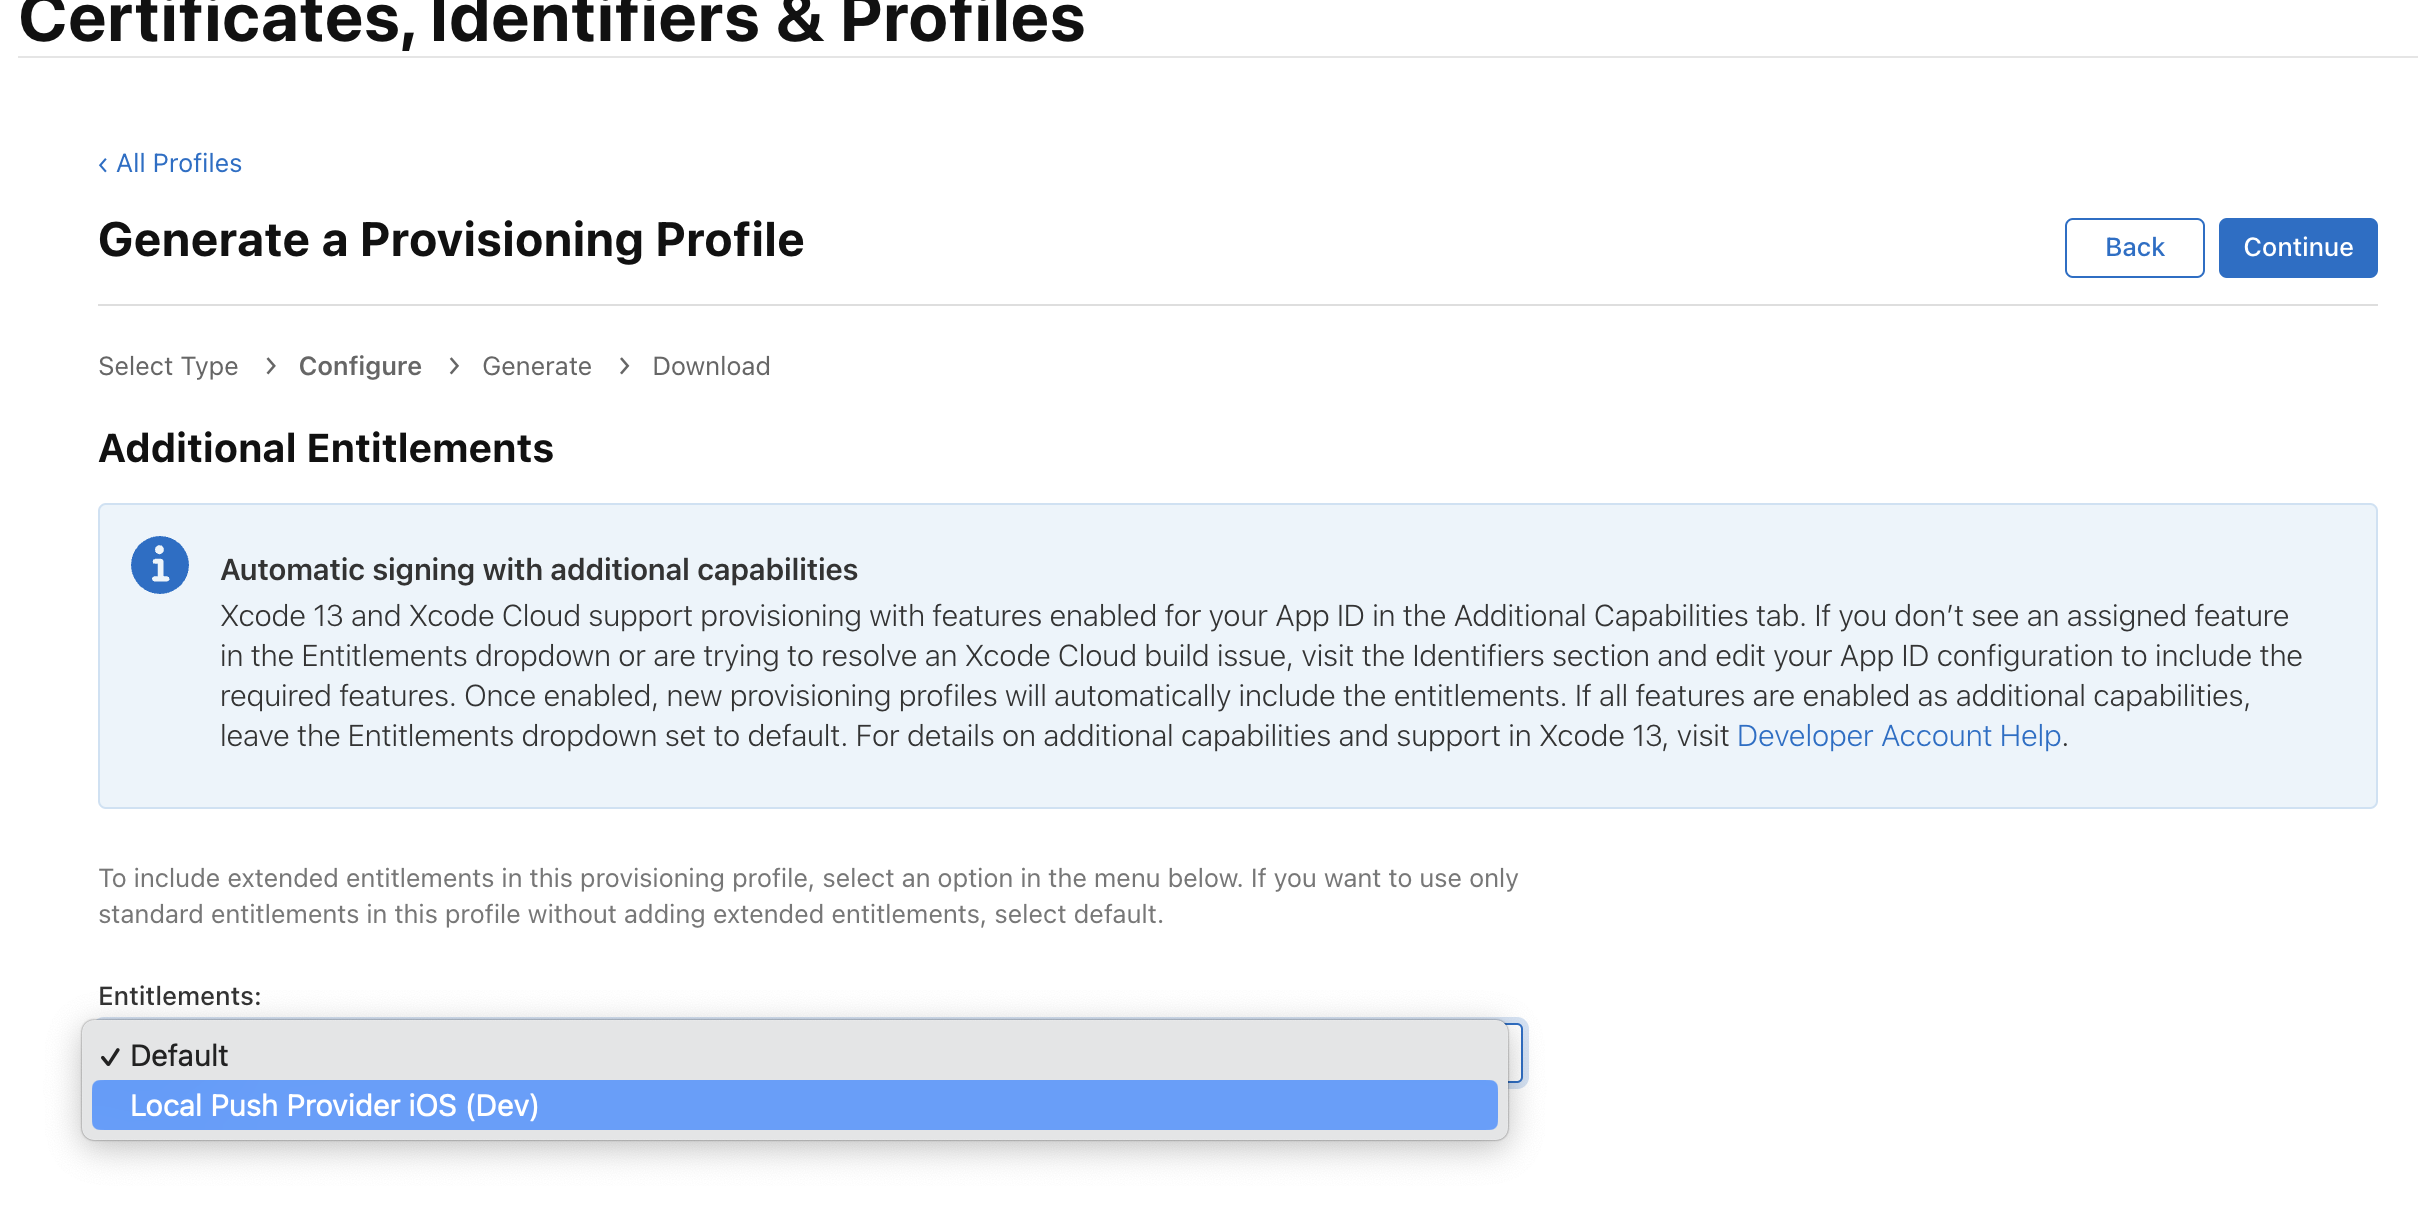 Certificates, Identifiers & Profiles
‹ All Profiles
Generate a Provisioning Profile
Back
Continue
Select Type > Configure > Generate > Download
Additional Entitlements
Automatic signing with additional capabilities
Xcode 13 and Xcode Cloud support provisioning with features enabled for your App ID in the Additional Capabilities tab. If you don’t see an assigned feature
in the Entitlements dropdown or are trying to resolve an Xcode Cloud build issue, visit the Identifiers section and edit your App ID configuration to include the
required features. Once enabled, new provisioning profiles will automatically include the entitlements. If all features are enabled as additional capabilities,
leave the Entitlements dropdown set to default. For details on additional capabilities and support in Xcode 13, visit Developer Account Help.
To include extended entitlements in this provisioning profile, select an option in the menu below. If you want to use only
standard entitlements in this profile without adding extended entitlements, select default.
Entitlements:
✓ Default
Local Push Provider iOS (Dev)